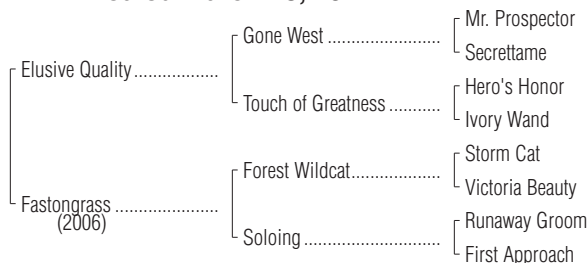 Mr. Prospector
Gone West
Secrettame
Elusive Quality
Hero's Honor
Touch of Greatness
Ivory Wand
Storm Cat
Forest Wildcat
Victoria Beauty
Fastongrass
(2006)
Runaway Groom
Soloing
First Approach